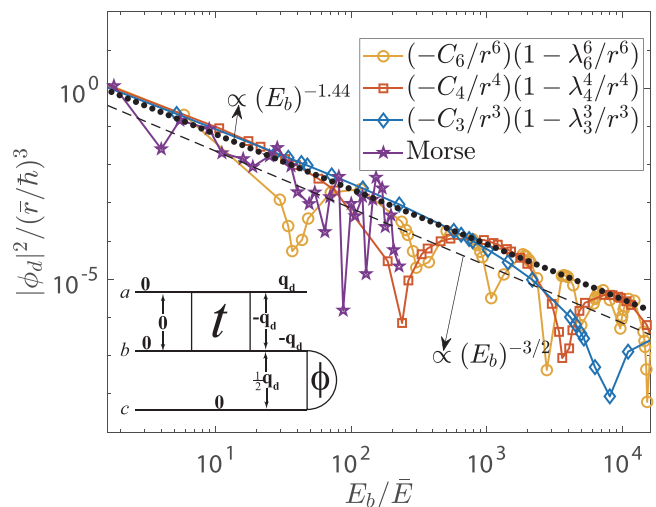 (−C₆/r⁶)(1 − λ₆⁶/r⁶)
(−C₄/r⁴)(1 − λ₄⁴/r⁴)
(−C₃/r³)(1 − λ₃³/r³)
Morse
∝ (E_b)^{−1.44}
∝ (E_b)^{−3/2}
|ϕ_d|²/(r̄/ħ)³
10⁰
10⁻⁵
a 0 q_d
0 t -q_d
b 0 -q_d
½q_d ϕ
c 0
10¹ 10² 10³ 10⁴
E_b/Ē